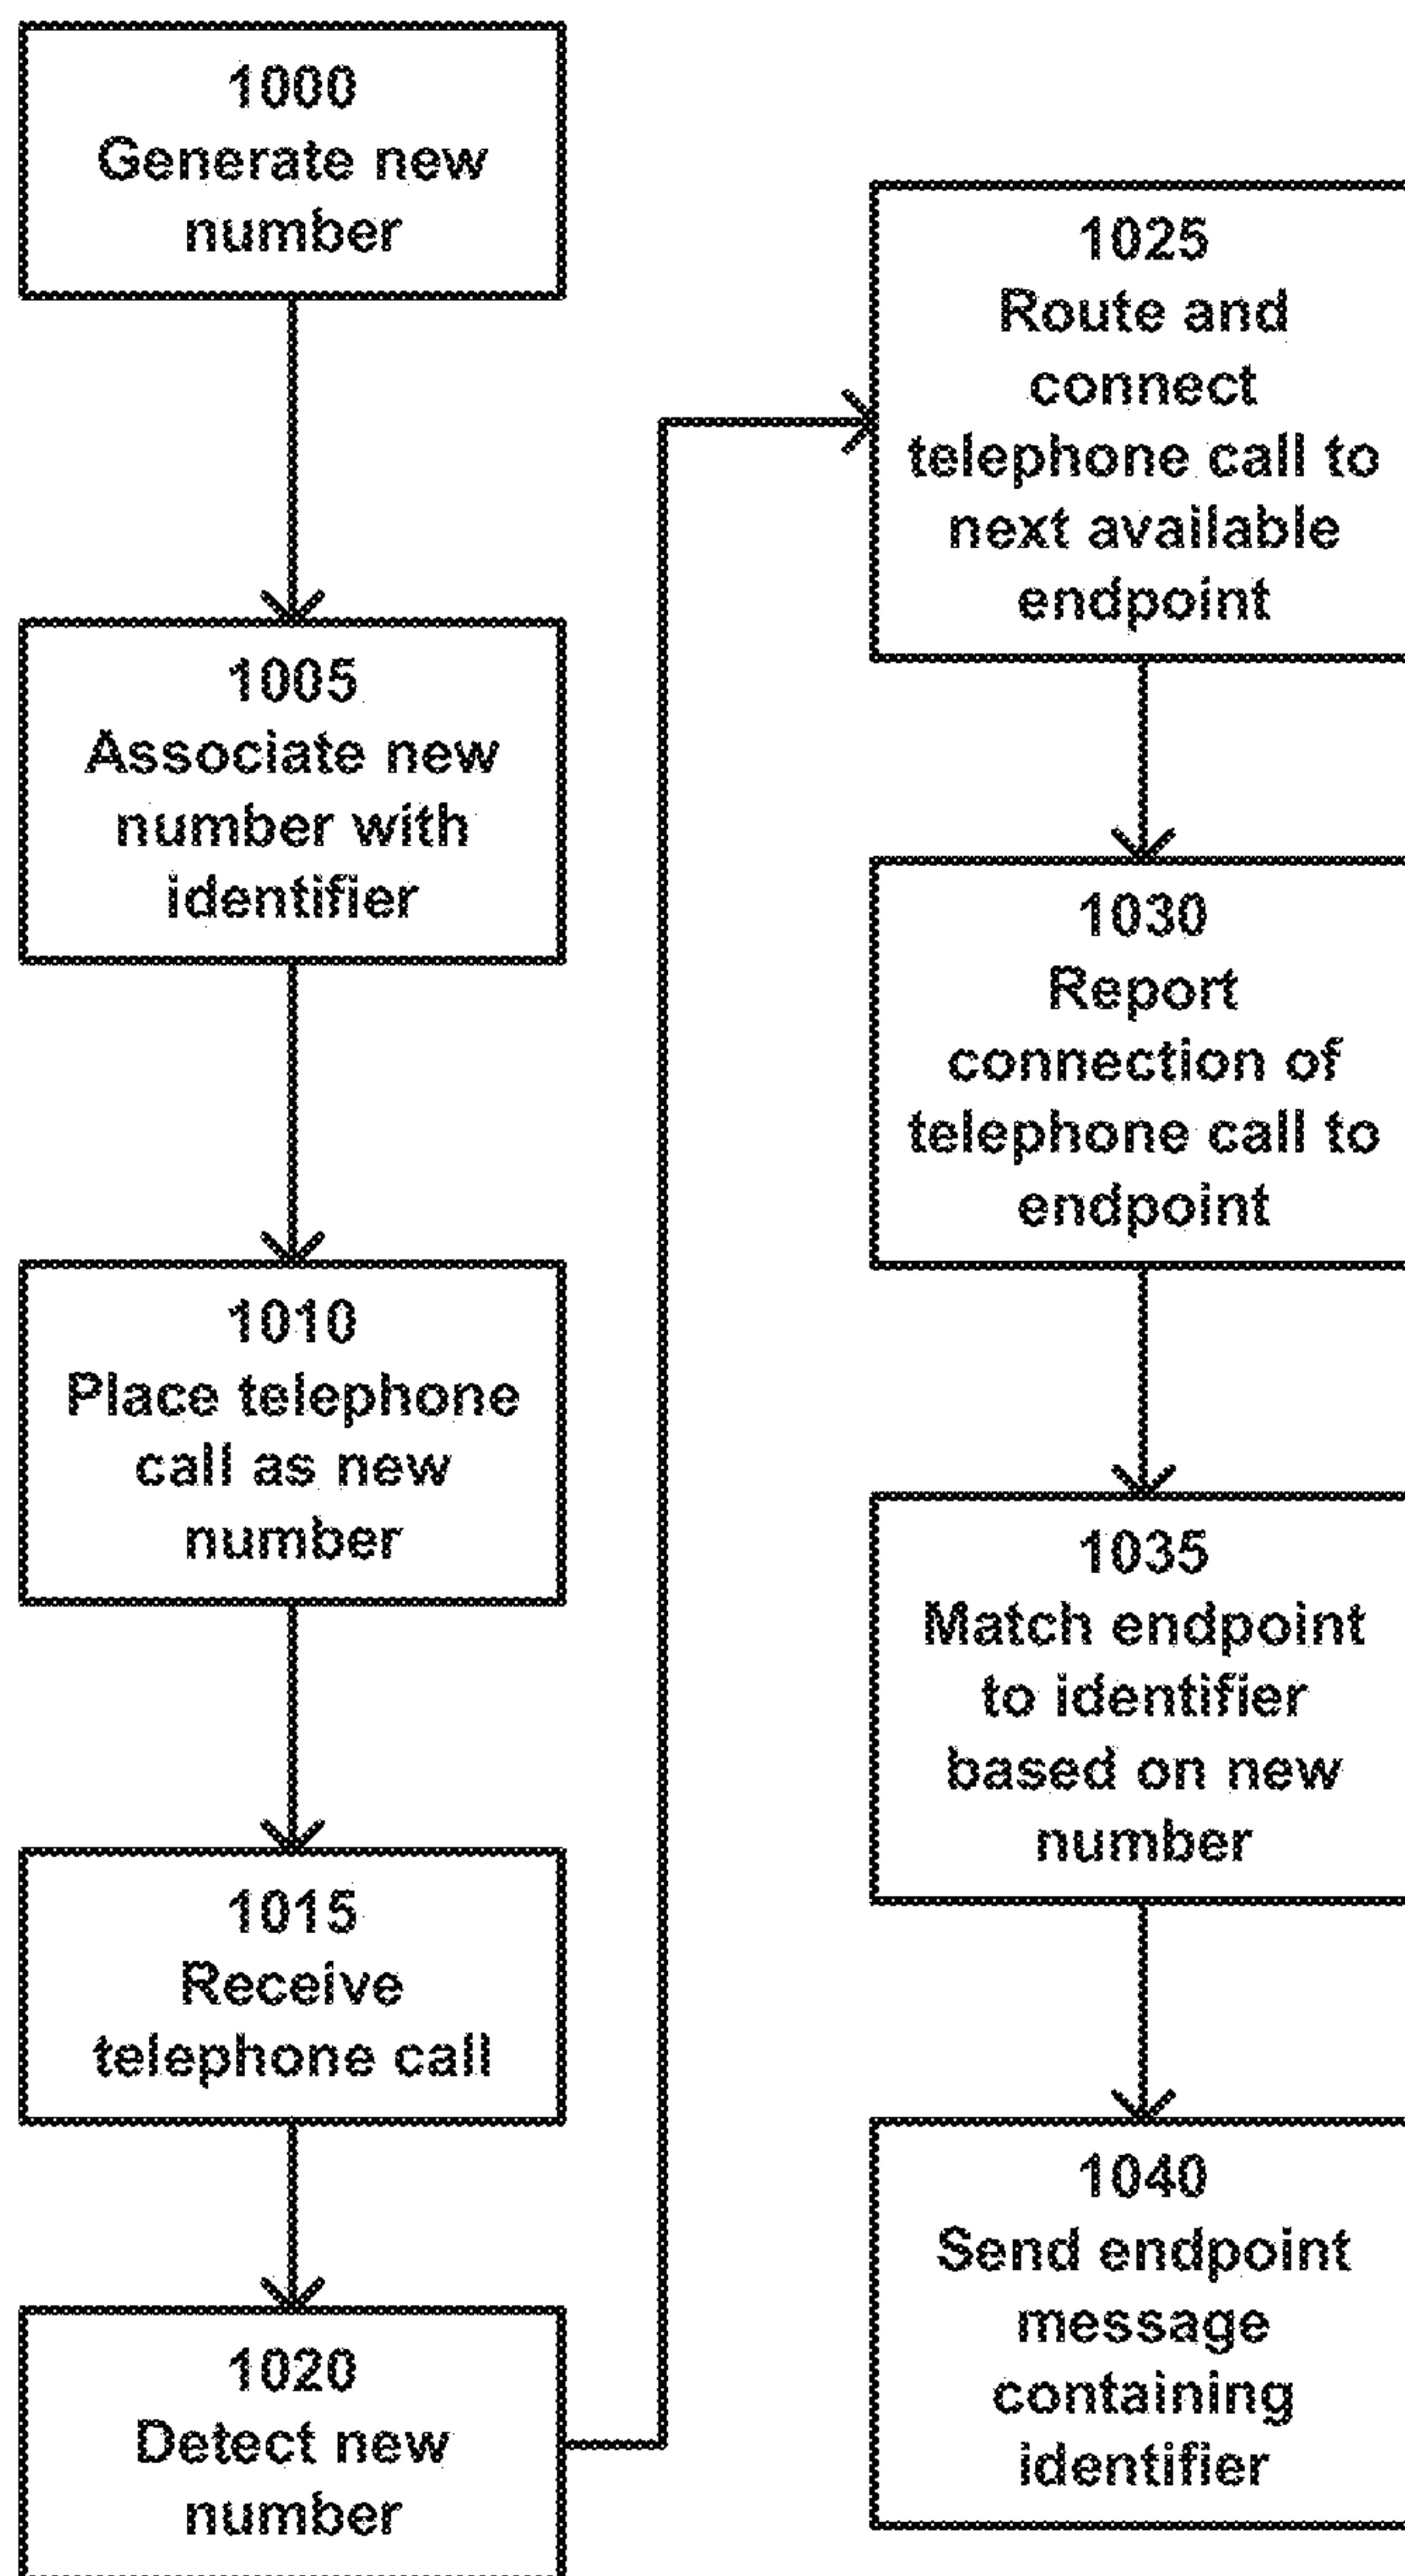 1000
Generate new
number
1005
Associate new
number with
identifier
1010
Place telephone
call as new
number
1015
Receive
telephone call
1020
Detect new
number
1025
Route and
connect
telephone call to
next available
endpoint
1030
Report
connection of
telephone call to
endpoint
1035
Match endpoint
to identifier
based on new
number
1040
Send endpoint
message
containing
identifier